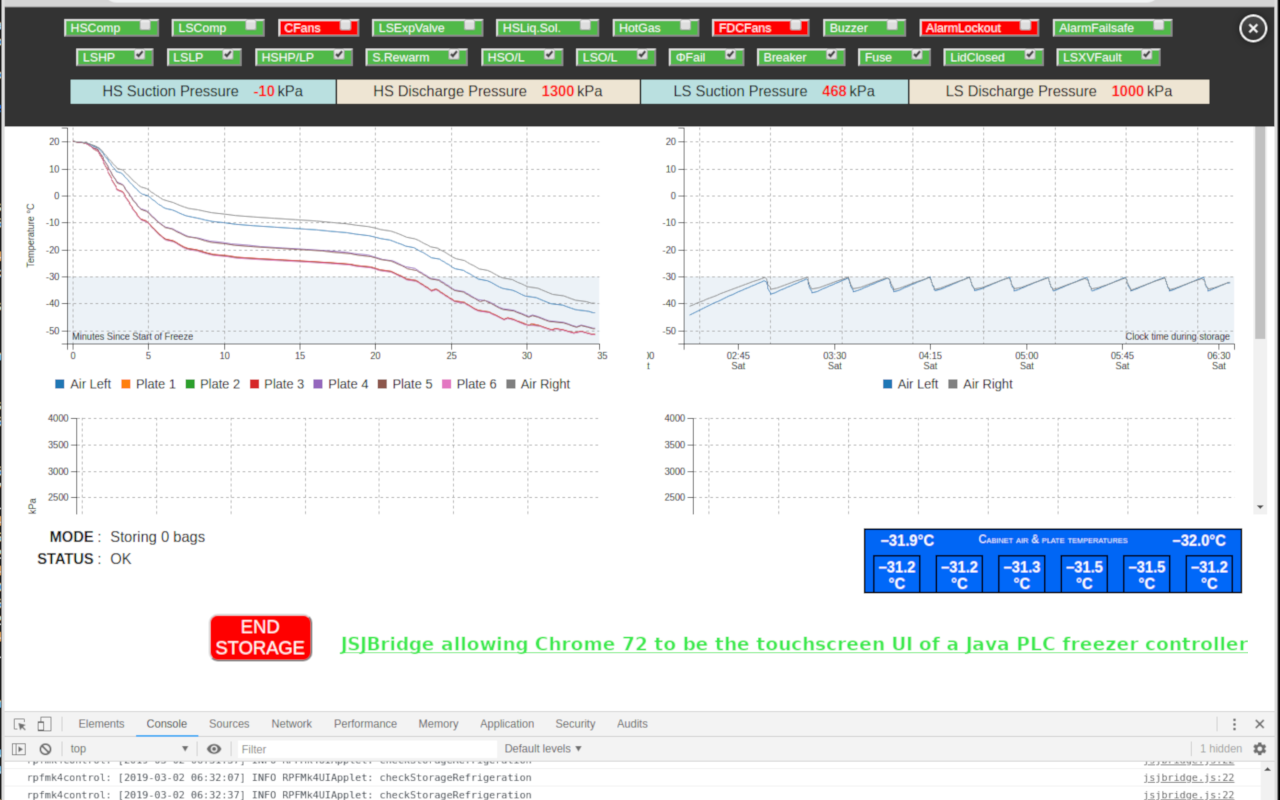 HSComp LSComp CFans LSExpValve HSLiq.Sol. HotGas FDCFans Buzzer AlarmLockout AlarmFailsafe
LSHP LSLP HSHP/LP S.Rewarm HSO/L LSO/L ΦFail Breaker Fuse LidClosed LSXVFault
HS Suction Pressure -10 kPa HS Discharge Pressure 1300 kPa LS Suction Pressure 468 kPa LS Discharge Pressure 1000 kPa
Temperature °C
20
10
0
-10
-20
-30
-40
-50
Minutes Since Start of Freeze
0 5 10 15 20 25 30 35
Air Left Plate 1 Plate 2 Plate 3 Plate 4 Plate 5 Plate 6 Air Right
20
10
0
-10
-20
-30
-40
-50
Clock time during storage
02:45 03:30 04:15 05:00 05:45 06:30
Sat Sat Sat Sat Sat Sat
Air Left Air Right
4000
3500
3000
2500
kPa
4000
3500
3000
2500
MODE : Storing 0 bags
STATUS : OK
−31.9°C Cabinet air & plate temperatures −32.0°C
−31.2 −31.2 −31.3 −31.5 −31.5 −31.2
°C °C °C °C °C °C
END
STORAGE
JSJBridge allowing Chrome 72 to be the touchscreen UI of a Java PLC freezer controller
Elements Console Sources Network Performance Memory Application Security Audits
top Filter Default levels 1 hidden
rpfmk4control: [2019-03-02 06:32:07] INFO RPFMk4UIApplet: checkStorageRefrigeration jsjbridge.js:22
rpfmk4control: [2019-03-02 06:32:37] INFO RPFMk4UIApplet: checkStorageRefrigeration jsjbridge.js:22